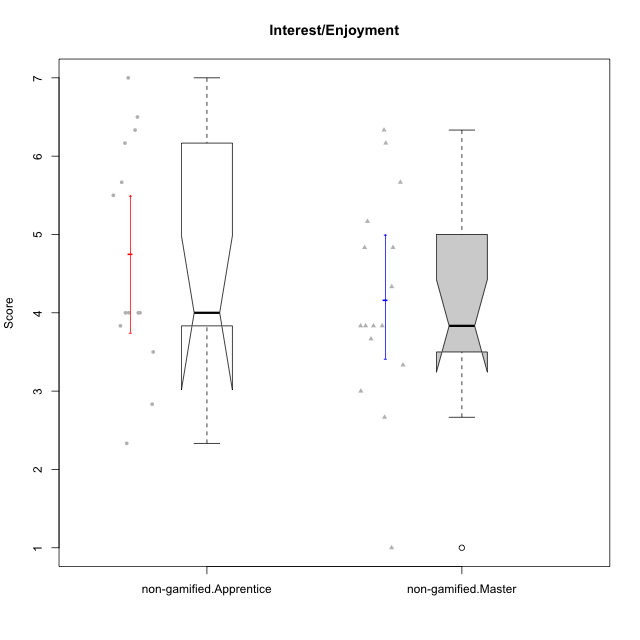 Interest/Enjoyment
7
6
5
4
3
2
1
Score
non-gamified.Apprentice
non-gamified.Master